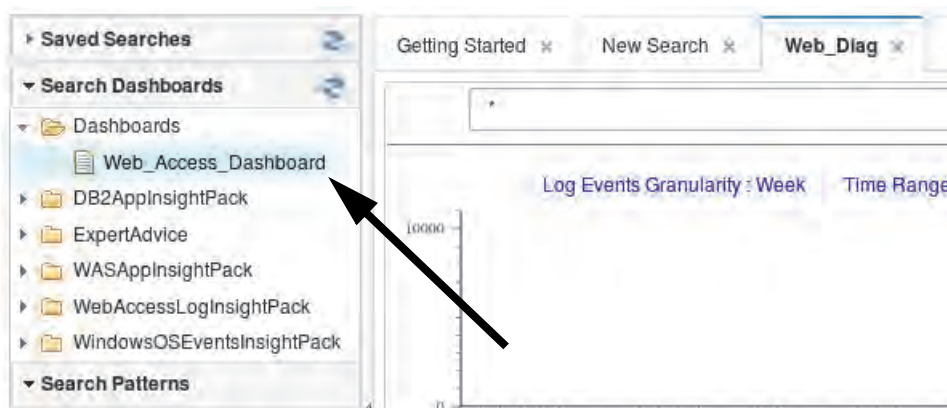 Saved Searches
Search Dashboards
Dashboards
Web_Access_Dashboard
DB2AppInsightPack
ExpertAdvice
WASAppInsightPack
WebAccessLogInsightPack
WindowsOSEventsInsightPack
Search Patterns
Getting Started × New Search × Web_Diag ×
*
Log Events Granularity : Week Time Range
10000
0